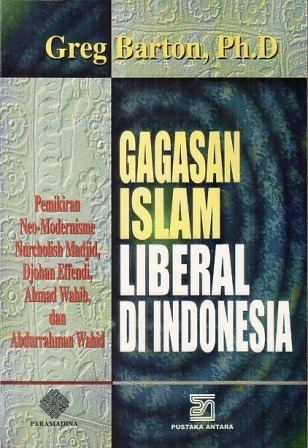 Greg Barton, Ph.D
GAGASAN
ISLAM
LIBERAL
DI INDONESIA
Pemikiran
Neo-Modernisme
Nurcholish Madjid,
Djohan Effendi,
Ahmad Wahib,
dan
Abdurrahman Wahid
PARAMADINA
PUSTAKA ANTARA